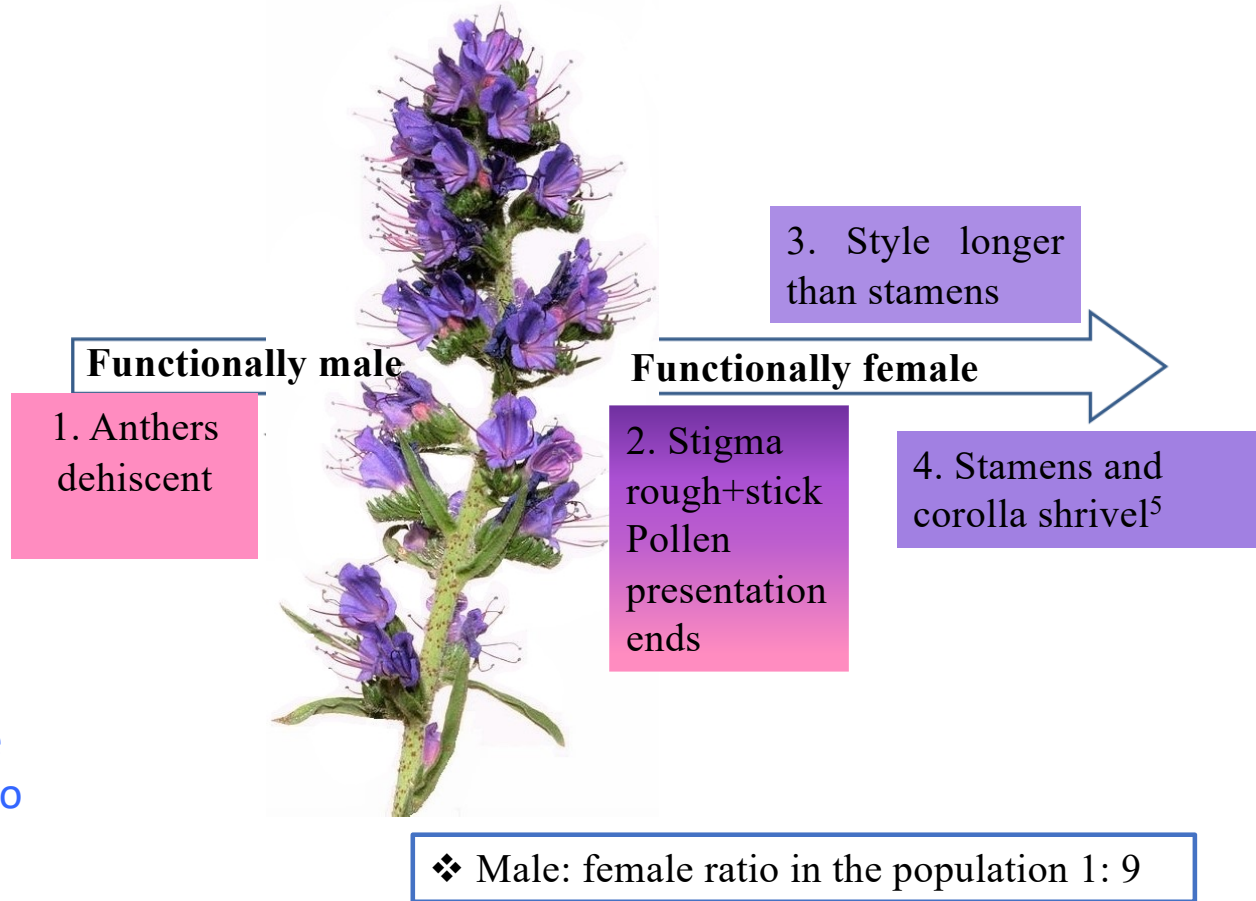 3. Style longer
than stamens
Functionally male
Functionally female
1. Anthers
dehiscent
2. Stigma
rough+stick
Pollen
presentation
ends
4. Stamens and
corolla shrivel⁵
o
❖ Male: female ratio in the population 1: 9